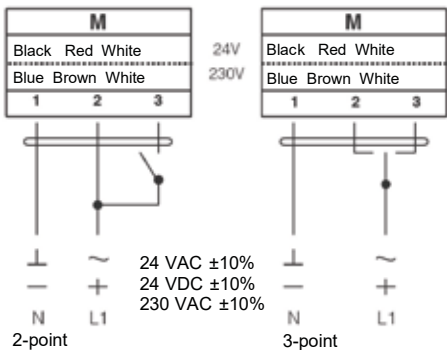 M M
Black Red White 24V Black Red White
Blue Brown White 230V Blue Brown White
1 2 3 1 2 3
⊥ ~ 24 VAC ±10% ⊥ ~
— + 24 VDC ±10% — +
230 VAC ±10%
N L1 N L1
2-point 3-point